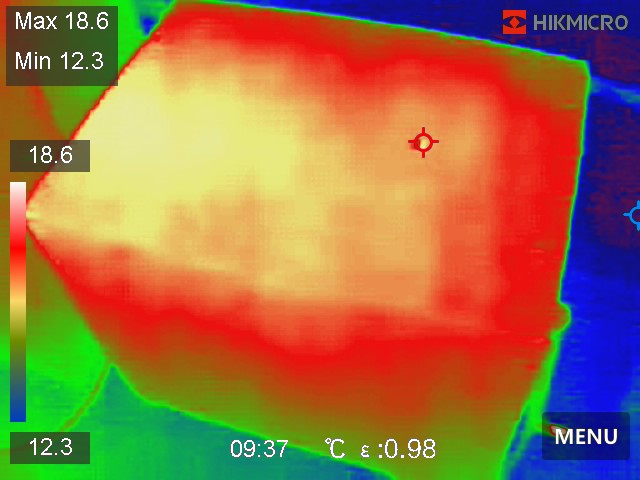 Max 18.6
HIKMICRO
Min 12.3
18.6
12.3
09:37 ℃ ε:0.98
MENU